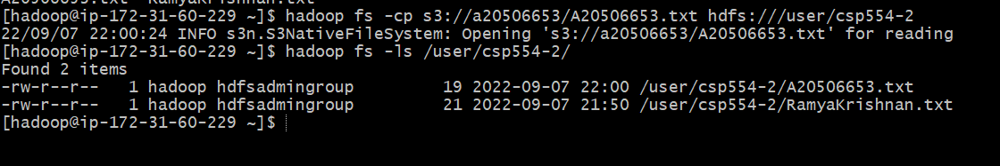 [hadoop@ip-172-31-60-229 ~]$ hadoop fs -cp s3://a20506653/A20506653.txt hdfs:///user/csp554-2
22/09/07 22:00:24 INFO s3n.S3NativeFileSystem: Opening 's3://a20506653/A20506653.txt' for reading
[hadoop@ip-172-31-60-229 ~]$ hadoop fs -ls /user/csp554-2/
Found 2 items
-rw-r--r--   1 hadoop hdfsadmingroup         19 2022-09-07 22:00 /user/csp554-2/A20506653.txt
-rw-r--r--   1 hadoop hdfsadmingroup         21 2022-09-07 21:50 /user/csp554-2/RamyaKrishnan.txt
[hadoop@ip-172-31-60-229 ~]$